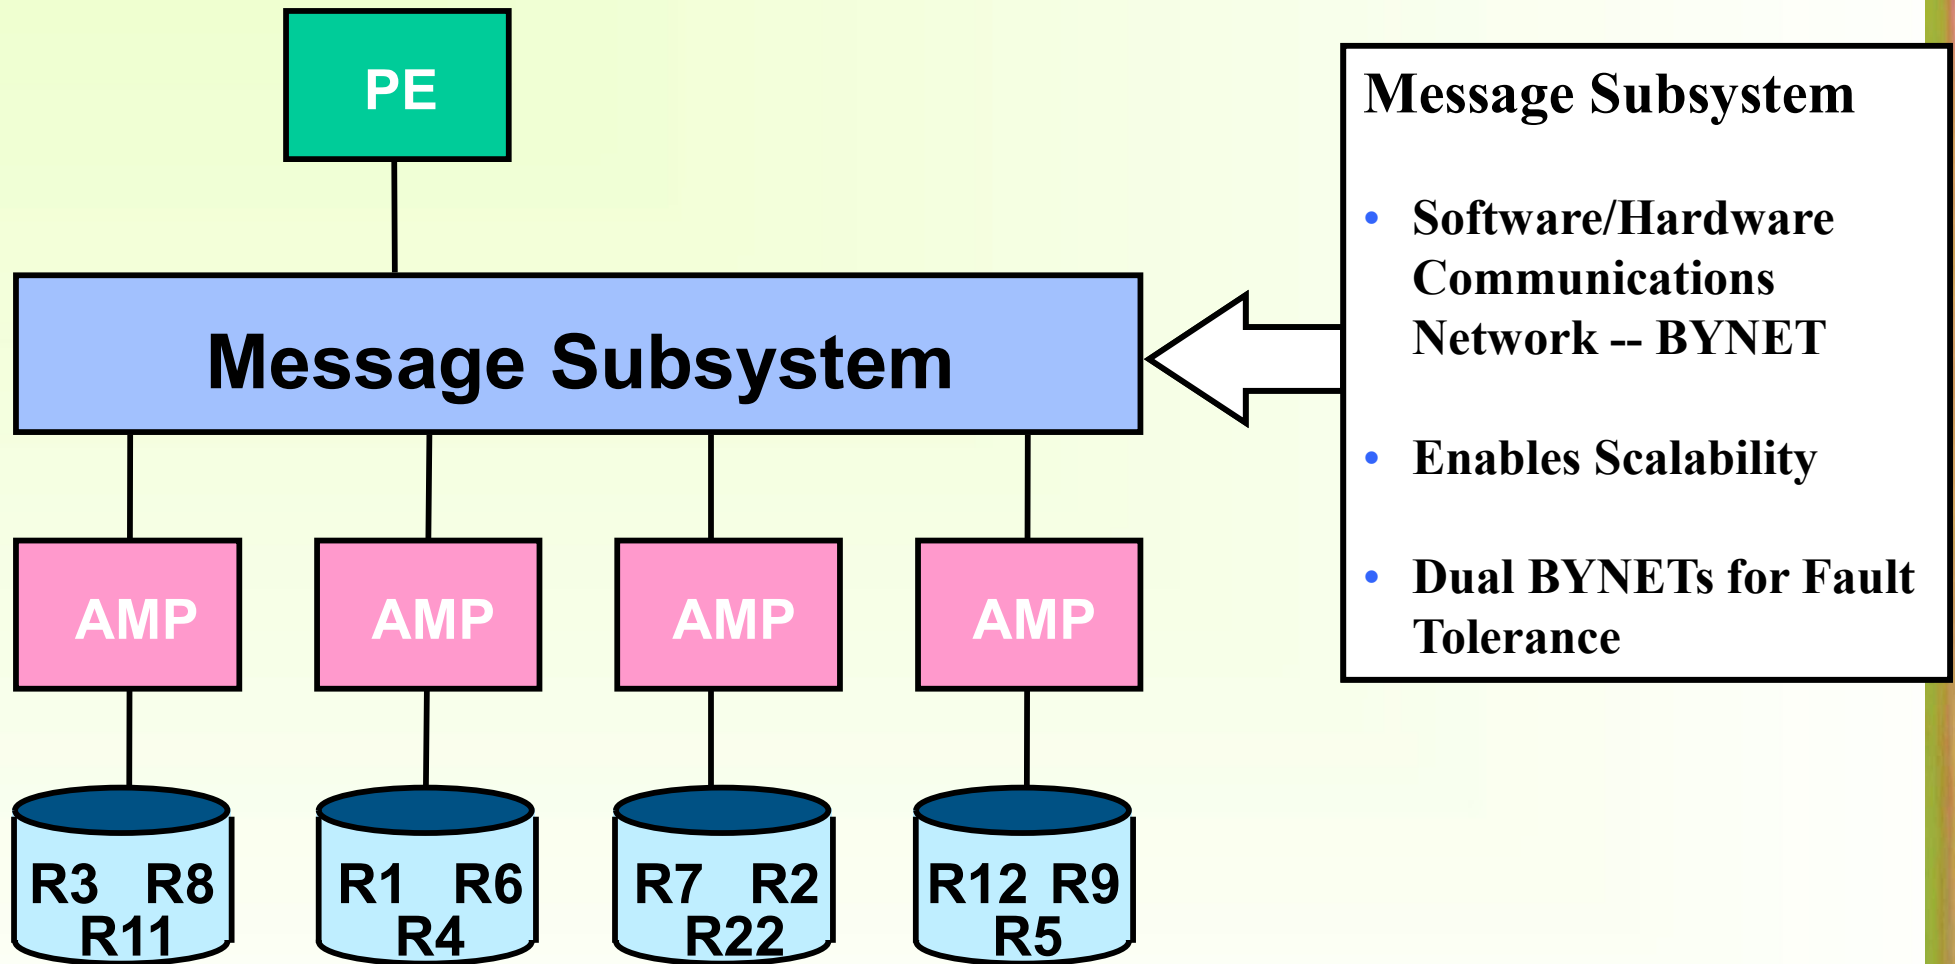 PE
Message Subsystem
AMP AMP AMP AMP
R3 R8 R1 R6 R7 R2 R12 R9
R11 R4 R22 R5
Message Subsystem
• Software/Hardware
Communications
Network -- BYNET
• Enables Scalability
• Dual BYNETs for Fault
Tolerance